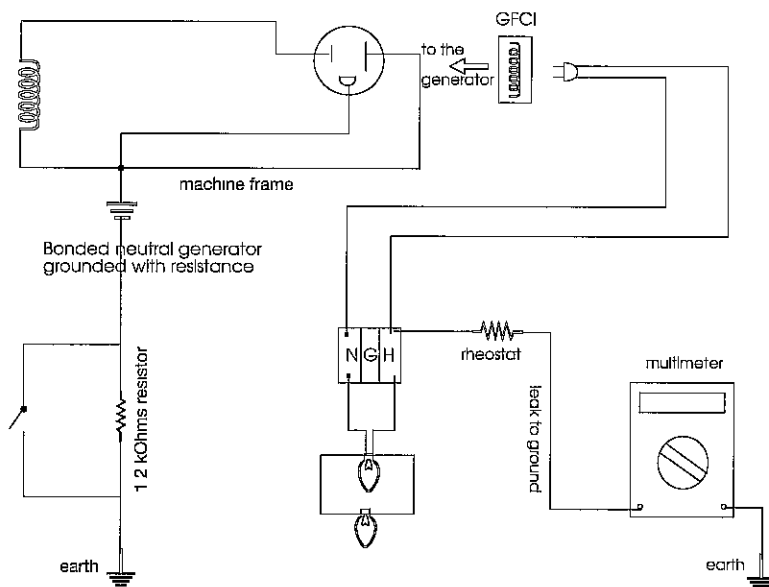 GFCI
to the
generator
machine frame
Bonded neutral generator
grounded with resistance
N G H
rheostat
multimeter
1 2 kOhms resistor
leak to ground
earth
earth